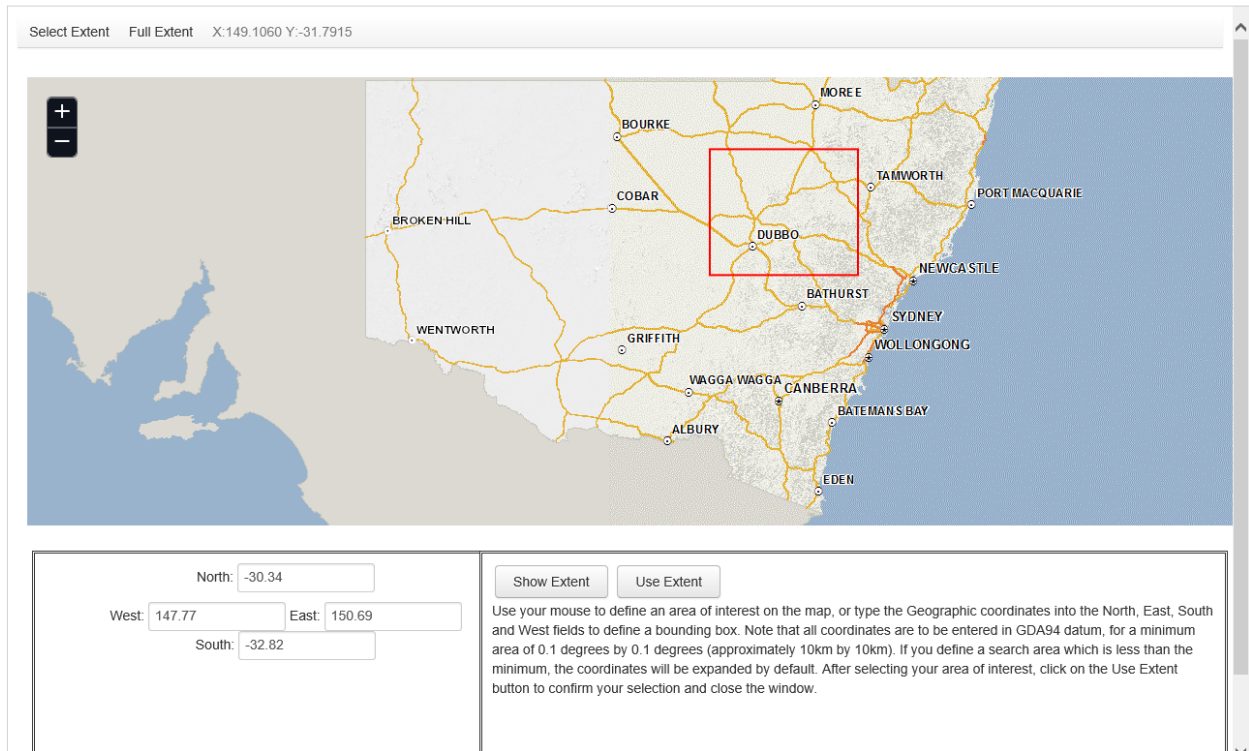 Select Extent Full Extent X:149.1060 Y:-31.7915
+
−
MOREE
BOURKE
TAMWORTH
COBAR
PORT MACQUARIE
BROKEN HILL
DUBBO
NEWCASTLE
BATHURST
SYDNEY
WENTWORTH
GRIFFITH
WOLLONGONG
WAGGA WAGGA
CANBERRA
BATEMANS BAY
ALBURY
EDEN
North: -30.34
West: 147.77 East: 150.69
South: -32.82
Show Extent Use Extent
Use your mouse to define an area of interest on the map, or type the Geographic coordinates into the North, East, South
and West fields to define a bounding box. Note that all coordinates are to be entered in GDA94 datum, for a minimum
area of 0.1 degrees by 0.1 degrees (approximately 10km by 10km). If you define a search area which is less than the
minimum, the coordinates will be expanded by default. After selecting your area of interest, click on the Use Extent
button to confirm your selection and close the window.